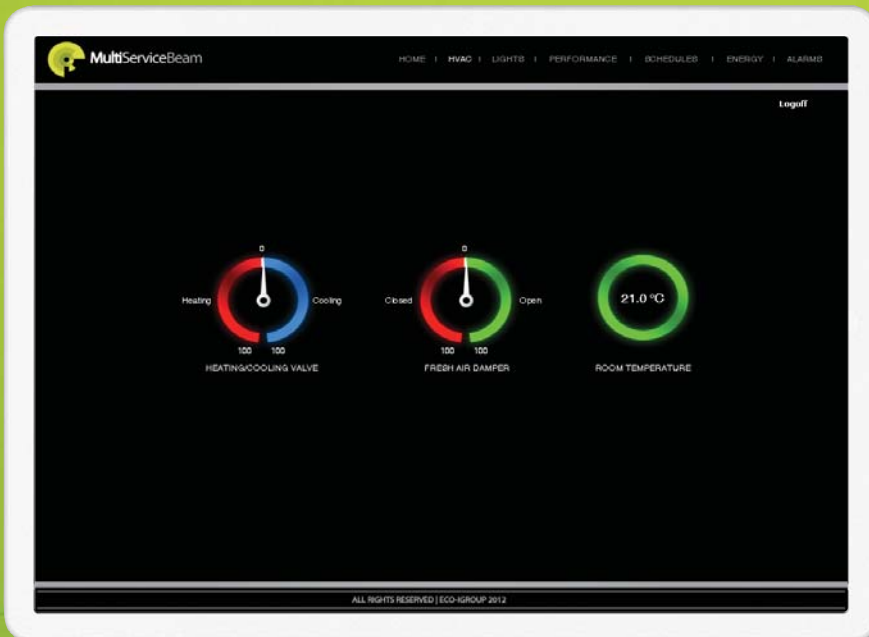 MultiServiceBeam
HOME | HVAC | LIGHTS | PERFORMANCE | SCHEDULES | ENERGY | ALARMS
Logoff
0
Heating
Cooling
100 100
HEATING/COOLING VALVE
0
Closed
Open
100 100
FRESH AIR DAMPER
21.0 °C
ROOM TEMPERATURE
ALL RIGHTS RESERVED | ECO-IGROUP 2012